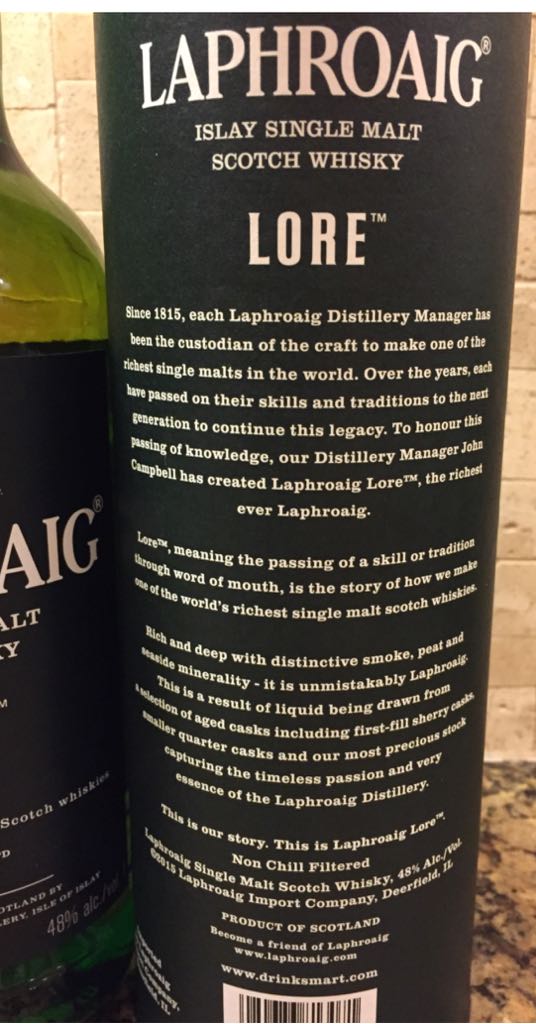 LAPHROAIG®
ISLAY SINGLE MALT
SCOTCH WHISKY
LORE™
Since 1815, each Laphroaig Distillery Manager has
been the custodian of the craft to make one of the
richest single malts in the world. Over the years, each
have passed on their skills and traditions to the next
generation to continue this legacy. To honour this
passing of knowledge, our Distillery Manager John
Campbell has created Laphroaig Lore™, the richest
ever Laphroaig.
Lore™, meaning the passing of a skill or tradition
through word of mouth, is the story of how we make
one of the world's richest single malt scotch whiskies.
Rich and deep with distinctive smoke, peat and
seaside minerality - it is unmistakably Laphroaig.
This is a result of liquid being drawn from
a selection of aged casks including first-fill sherry casks,
smaller quarter casks and our most precious stock
capturing the timeless passion and very
essence of the Laphroaig Distillery.
This is our story. This is Laphroaig Lore™.
Non Chill Filtered
Laphroaig Single Malt Scotch Whisky, 48% Alc./Vol.
©2015 Laphroaig Import Company, Deerfield, IL
PRODUCT OF SCOTLAND
Become a friend of Laphroaig
www.laphroaig.com
www.drinksmart.com
AIG®
ALT
KY
Scotch whiskies
OTLAND BY
LERY, ISLE OF ISLAY
48% alc./vol
Company,
IL